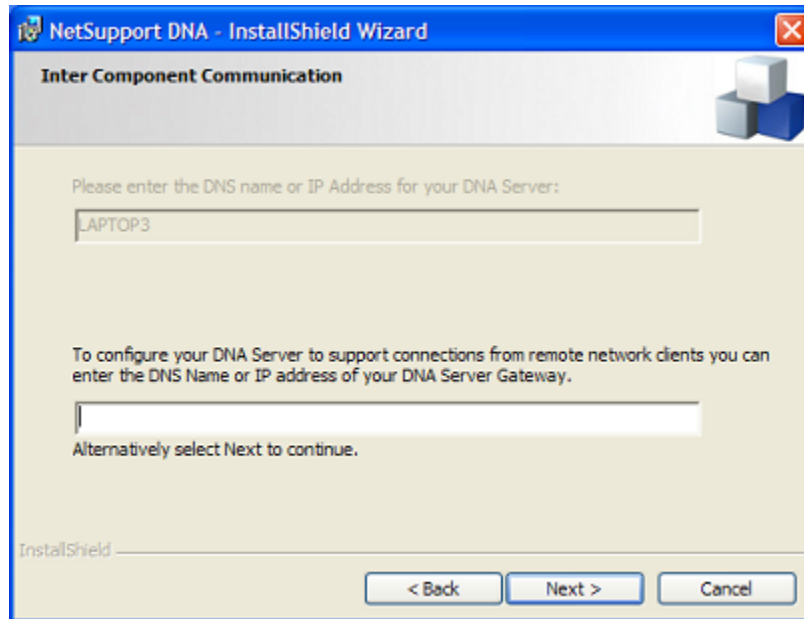 NetSupport DNA - InstallShield Wizard
Inter Component Communication
Please enter the DNS name or IP Address for your DNA Server:
LAPTOP3
To configure your DNA Server to support connections from remote network clients you can
enter the DNS Name or IP address of your DNA Server Gateway.
Alternatively select Next to continue.
InstallShield
< Back Next > Cancel